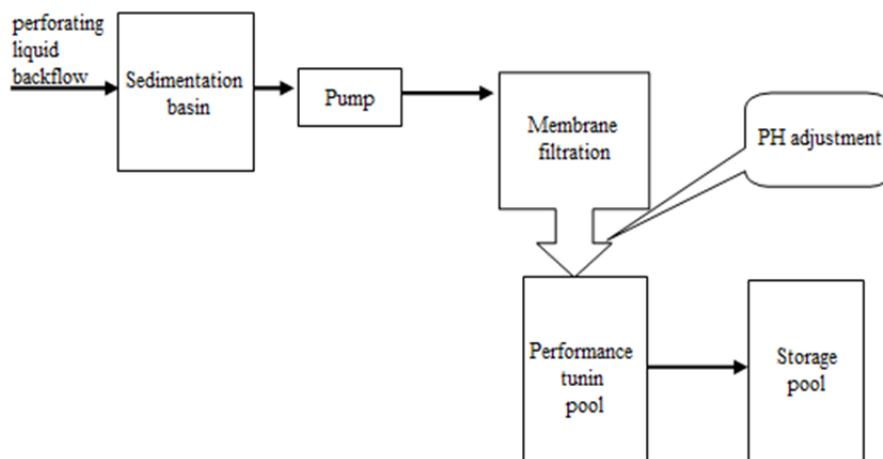 perforating
liquid
backflow
Sedimentation
basin
Pump
Membrane
filtration
PH adjustment
Performance
tunin
pool
Storage
pool